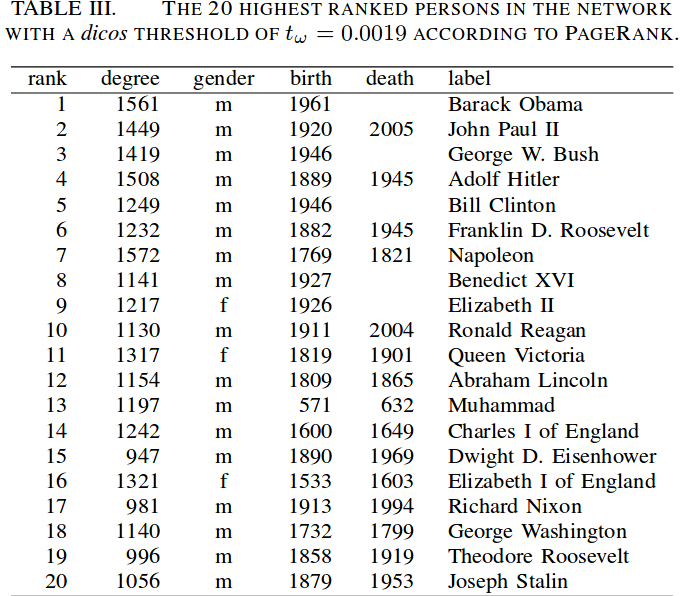 TABLE III. THE 20 HIGHEST RANKED PERSONS IN THE NETWORK
WITH A dicos THRESHOLD OF tω = 0.0019 ACCORDING TO PAGERANK.
rank degree gender birth death label
1 1561 m 1961 Barack Obama
2 1449 m 1920 2005 John Paul II
3 1419 m 1946 George W. Bush
4 1508 m 1889 1945 Adolf Hitler
5 1249 m 1946 Bill Clinton
6 1232 m 1882 1945 Franklin D. Roosevelt
7 1572 m 1769 1821 Napoleon
8 1141 m 1927 Benedict XVI
9 1217 f 1926 Elizabeth II
10 1130 m 1911 2004 Ronald Reagan
11 1317 f 1819 1901 Queen Victoria
12 1154 m 1809 1865 Abraham Lincoln
13 1197 m 571 632 Muhammad
14 1242 m 1600 1649 Charles I of England
15 947 m 1890 1969 Dwight D. Eisenhower
16 1321 f 1533 1603 Elizabeth I of England
17 981 m 1913 1994 Richard Nixon
18 1140 m 1732 1799 George Washington
19 996 m 1858 1919 Theodore Roosevelt
20 1056 m 1879 1953 Joseph Stalin